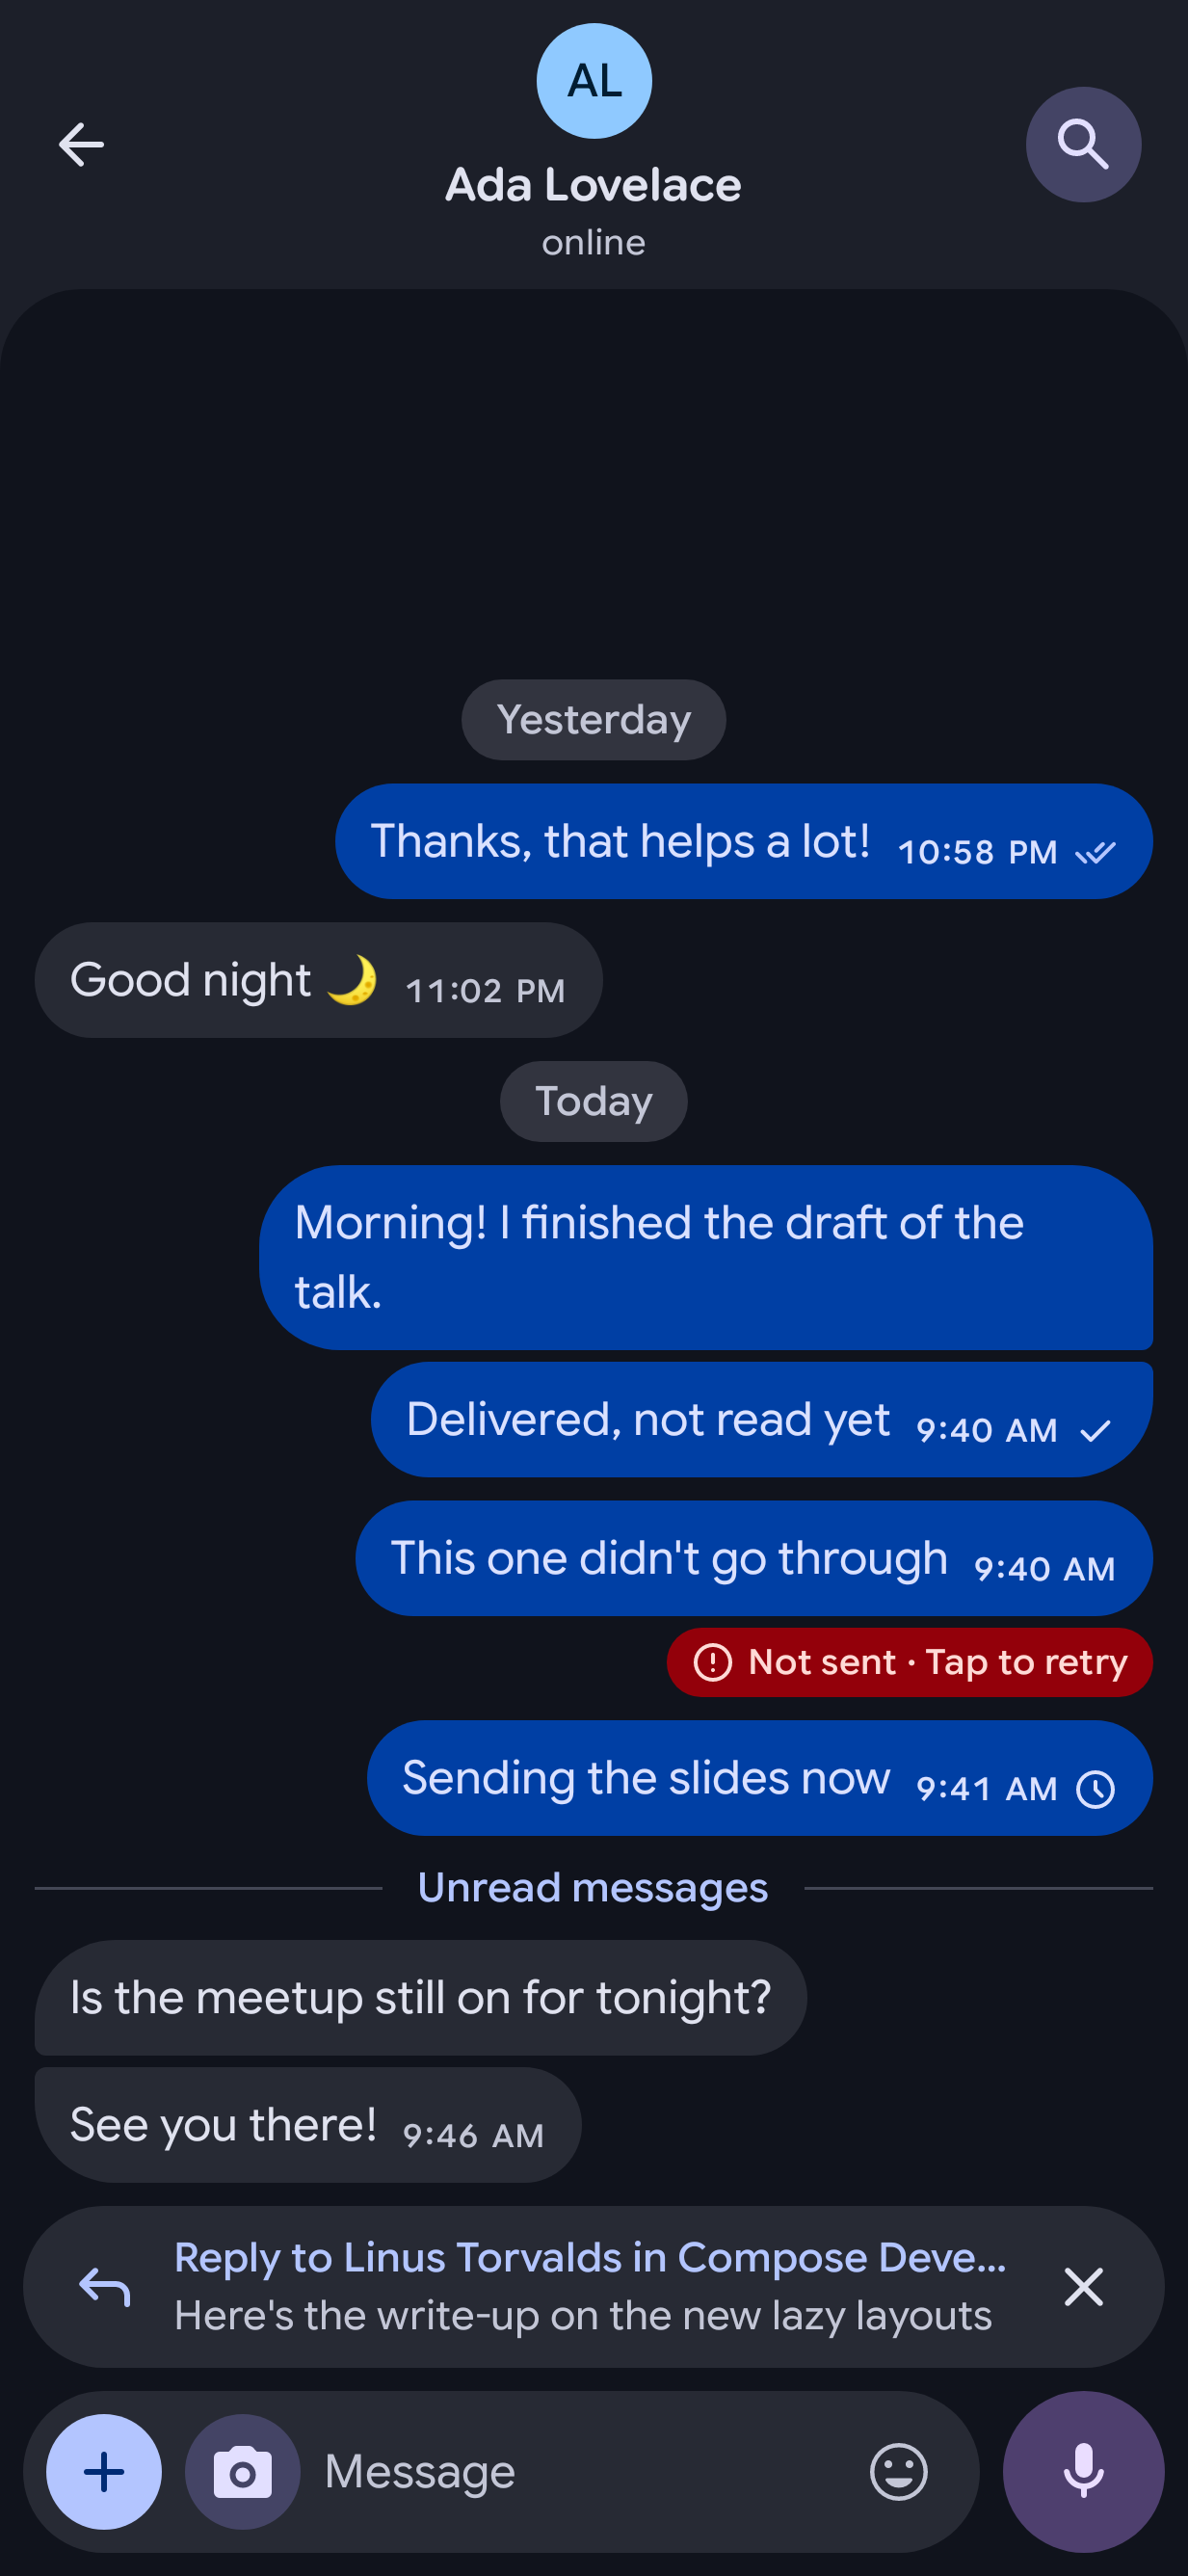 AL
Ada Lovelace
online
Yesterday
Thanks, that helps a lot! 10:58 PM
Good night 🌙 11:02 PM
Today
Morning! I finished the draft of the
talk.
Delivered, not read yet 9:40 AM
This one didn't go through 9:40 AM
Not sent · Tap to retry
Sending the slides now 9:41 AM
Unread messages
Is the meetup still on for tonight?
See you there! 9:46 AM
Reply to Linus Torvalds in Compose Deve...
Here's the write-up on the new lazy layouts
Message